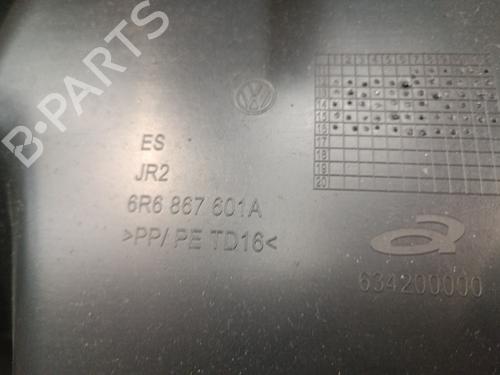 ES
JR2
6R6 867 601A
>PP/ PE TD16<
634200000
B-PARTS